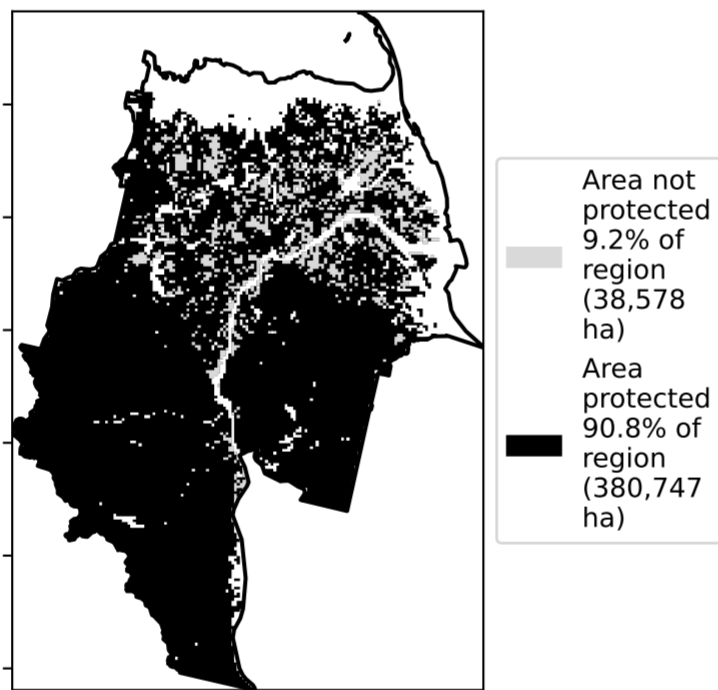 Area not
protected
9.2% of
region
(38,578
ha)
Area
protected
90.8% of
region
(380,747
ha)